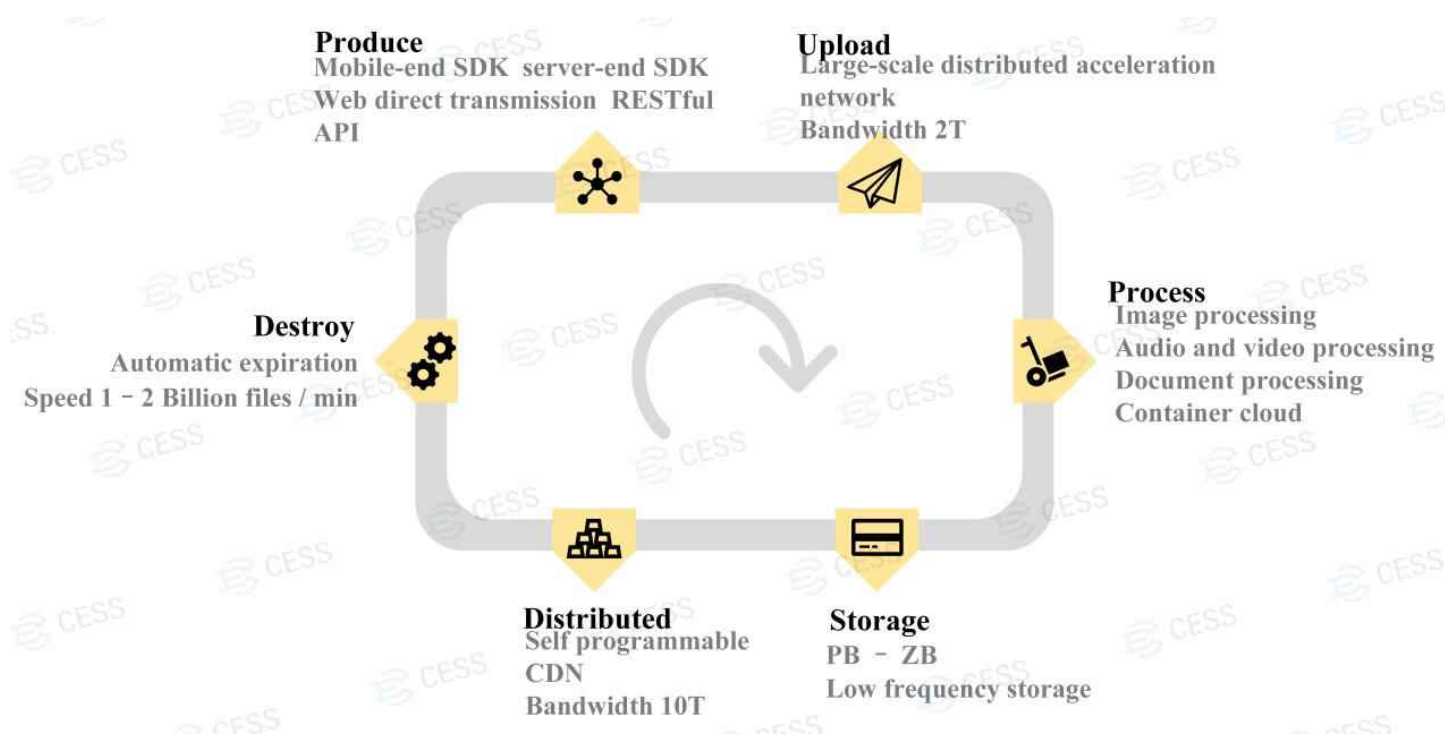 Produce
Mobile-end SDK server-end SDK
Web direct transmission RESTful
API
Upload
Large-scale distributed acceleration
network
Bandwidth 2T
Process
Image processing
Audio and video processing
Document processing
Container cloud
Storage
PB - ZB
Low frequency storage
Distributed
Self programmable
CDN
Bandwidth 10T
Destroy
Automatic expiration
Speed 1 - 2 Billion files / min
CESS